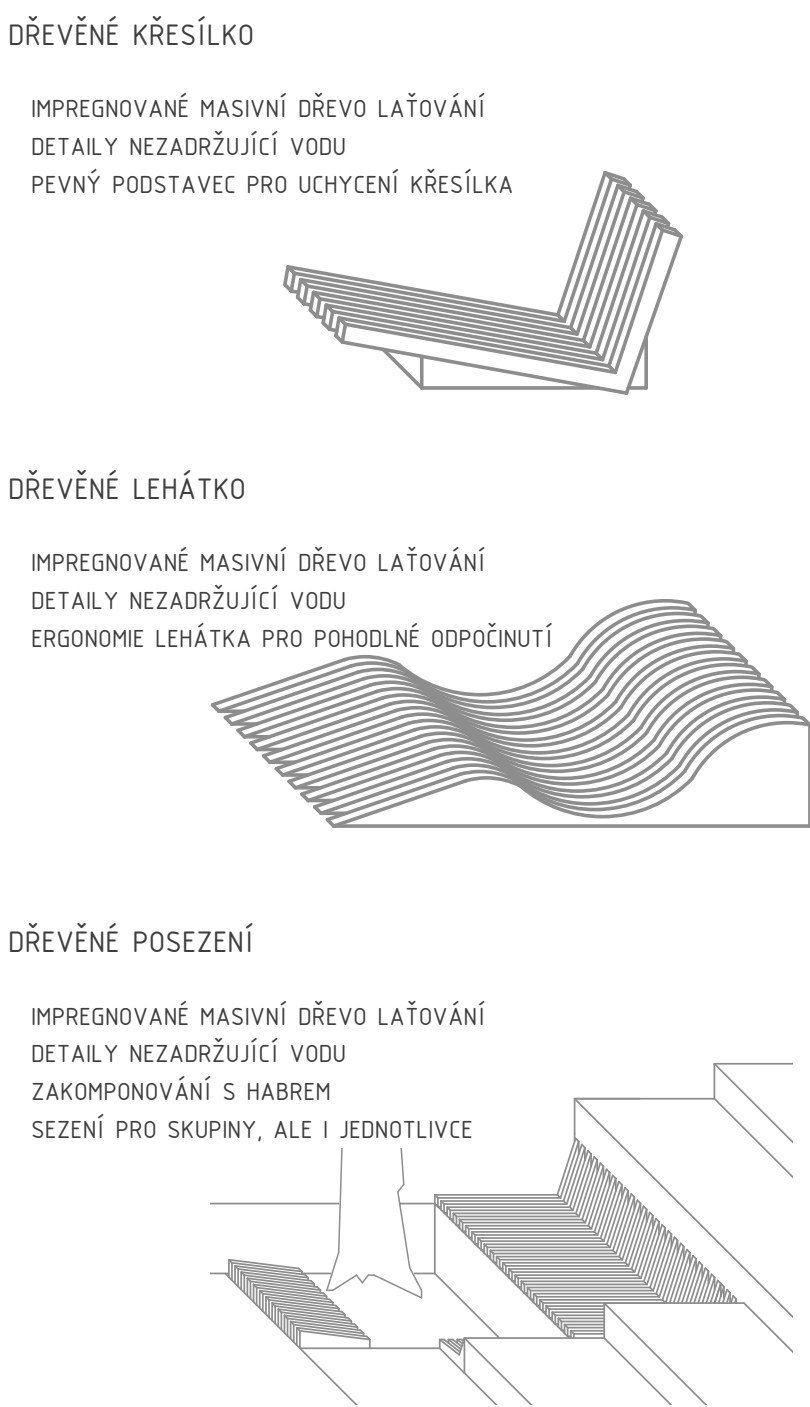 DŘEVĚNÉ KŘESÍLKO
IMPREGNOVANÉ MASIVNÍ DŘEVO LAŤOVÁNÍ
DETAILY NEZADRŽUJÍCÍ VODU
PEVNÝ PODSTAVEC PRO UCHYCENÍ KŘESÍLKA
DŘEVĚNÉ LEHÁTKO
IMPREGNOVANÉ MASIVNÍ DŘEVO LAŤOVÁNÍ
DETAILY NEZADRŽUJÍCÍ VODU
ERGONOMIE LEHÁTKA PRO POHODLNÉ ODPOČINUTÍ
DŘEVĚNÉ POSEZENÍ
IMPREGNOVANÉ MASIVNÍ DŘEVO LAŤOVÁNÍ
DETAILY NEZADRŽUJÍCÍ VODU
ZAKOMPONOVÁNÍ S HABREM
SEZENÍ PRO SKUPINY, ALE I JEDNOTLIVCE